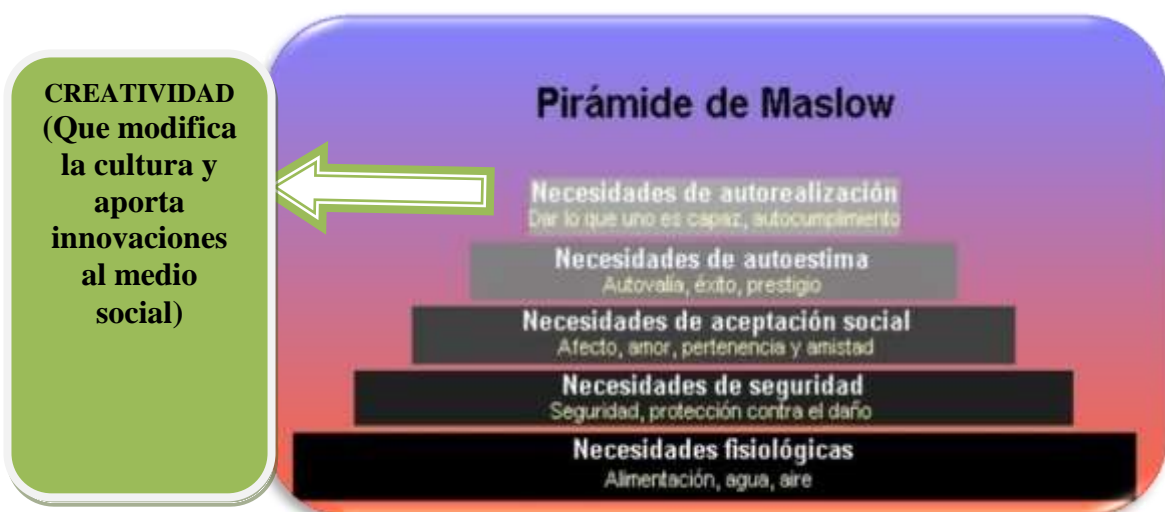 CREATIVIDAD
(Que modifica
la cultura y
aporta
innovaciones
al medio
social)
Pirámide de Maslow
Necesidades de autorealización
Dar lo que uno es capaz, autocumplimiento
Necesidades de autoestima
Autovalía, éxito, prestigio
Necesidades de aceptación social
Afecto, amor, pertenencia y amistad
Necesidades de seguridad
Seguridad, protección contra el daño
Necesidades fisiológicas
Alimentación, agua, aire